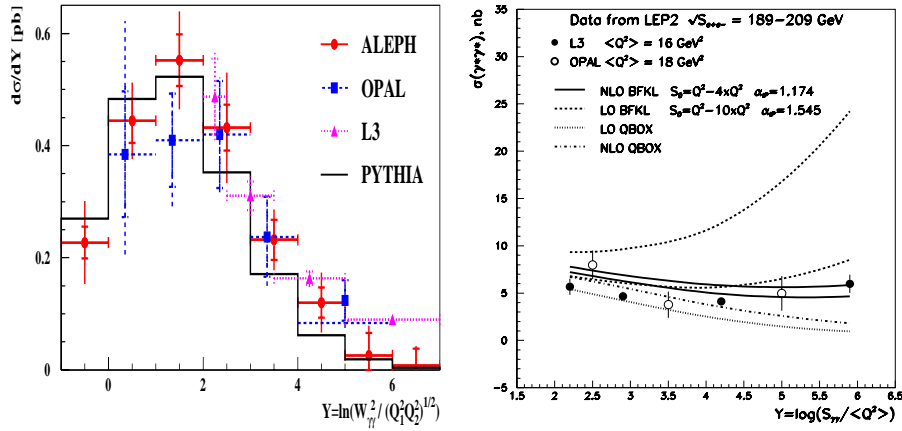 dσ/dY [pb]
0.6
0.4
0.2
0
0 2 4 6
Y=ln(W²γγ/(Q²₁Q²₂)^1/2)
ALEPH
OPAL
L3
PYTHIA
σ(γ*γ*), nb
35
30
25
20
15
10
5
0
-5
1.5 2 2.5 3 3.5 4 4.5 5 5.5 6 6.5
Y=log(Sγγ/<Q²>)
Data from LEP2 √Se+e- = 189-209 GeV
L3 <Q²> = 16 GeV²
OPAL <Q²> = 18 GeV²
NLO BFKL S₀=Q²-4xQ² αIP=1.174
LO BFKL S₀=Q²-10xQ² αIP=1.545
LO QBOX
NLO QBOX